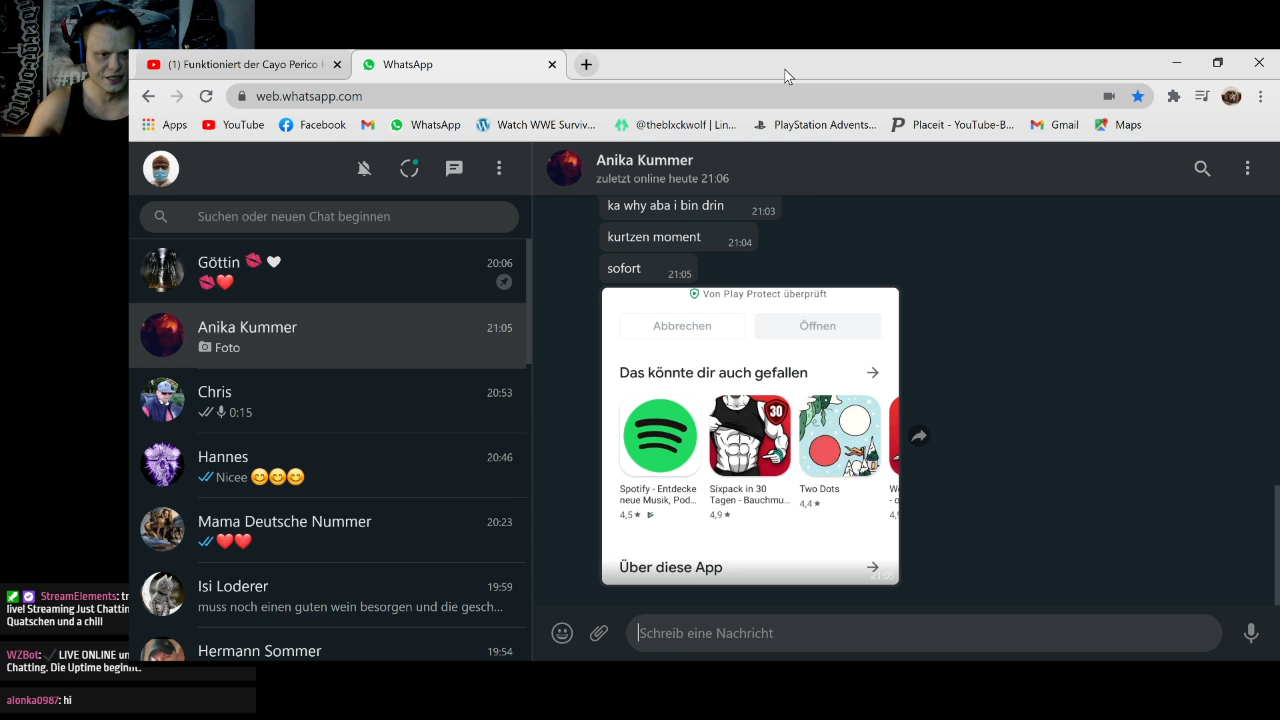 (1) Funktioniert der Cayo Perico
WhatsApp
web.whatsapp.com
Apps
YouTube
Facebook
WhatsApp
Watch WWE Surviv...
@theblxckwolf | Lin...
PlayStation Advents...
Placeit - YouTube-B...
Gmail
Maps
Suchen oder neuen Chat beginnen
Göttin 💋 🤍
20:06
💋❤️
Anika Kummer
21:05
Foto
Chris
20:53
0:15
Hannes
20:46
Nicee 😊😊😊
Mama Deutsche Nummer
20:23
❤️❤️
Isi Loderer
19:59
muss noch einen guten wein besorgen und die gesch...
Hermann Sommer
19:54
Anika Kummer
zuletzt online heute 21:06
ka why aba i bin drin
21:03
kurtzen moment
21:04
sofort
21:05
Von Play Protect überprüft
Abbrechen
Öffnen
Das könnte dir auch gefallen
30
Spotify - Entdecke
neue Musik, Pod...
4,5★
Sixpack in 30
Tagen - Bauchmu...
4,9★
Two Dots
4,4★
4,
Über diese App
21:05
Schreib eine Nachricht
StreamElements: tr
live! Streaming Just Chattin
Quatschen und a chill
WZBot: ✓ LIVE ONLINE un
Chatting. Die Uptime beginnt.
alonka0987: hi